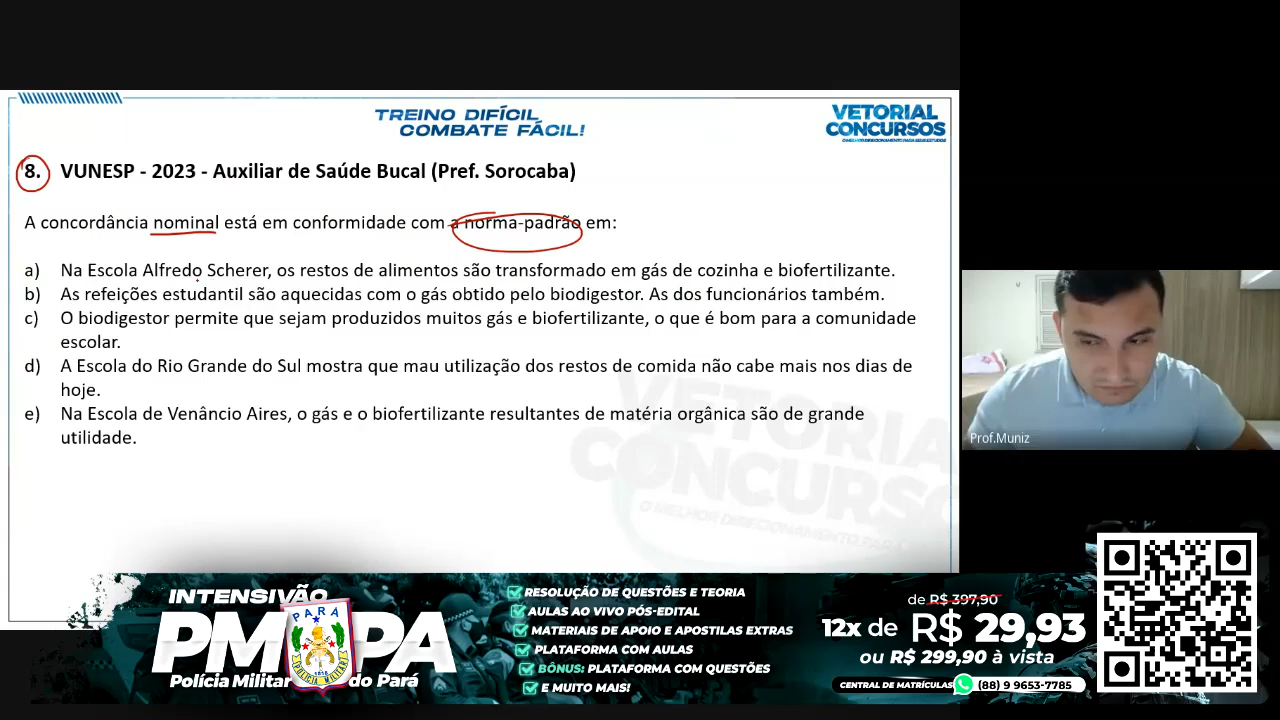 TREINO DIFÍCIL
COMBATE FÁCIL!
VETORIAL
CONCURSOS
8. VUNESP - 2023 - Auxiliar de Saúde Bucal (Pref. Sorocaba)
A concordância nominal está em conformidade com a norma-padrão em:
a) Na Escola Alfredo Scherer, os restos de alimentos são transformado em gás de cozinha e biofertilizante.
b) As refeições estudantil são aquecidas com o gás obtido pelo biodigestor. As dos funcionários também.
c) O biodigestor permite que sejam produzidos muitos gás e biofertilizante, o que é bom para a comunidade
escolar.
d) A Escola do Rio Grande do Sul mostra que mau utilização dos restos de comida não cabe mais nos dias de
hoje.
e) Na Escola de Venâncio Aires, o gás e o biofertilizante resultantes de matéria orgânica são de grande
utilidade.
VETORIAL
CONCURSO
O MELHOR DIRECIONAMENTO PARA
Prof.Muniz
INTENSIVÃO
PM PA
PARÁ
Polícia Militar do Pará
RESOLUÇÃO DE QUESTÕES E TEORIA
AULAS AO VIVO PÓS-EDITAL
MATERIAIS DE APOIO E APOSTILAS EXTRAS
PLATAFORMA COM AULAS
BÔNUS: PLATAFORMA COM QUESTÕES
E MUITO MAIS!
de R$ 397,90
12x de R$ 29,93
ou R$ 299,90 à vista
CENTRAL DE MATRÍCULAS (88) 9 9653-7785